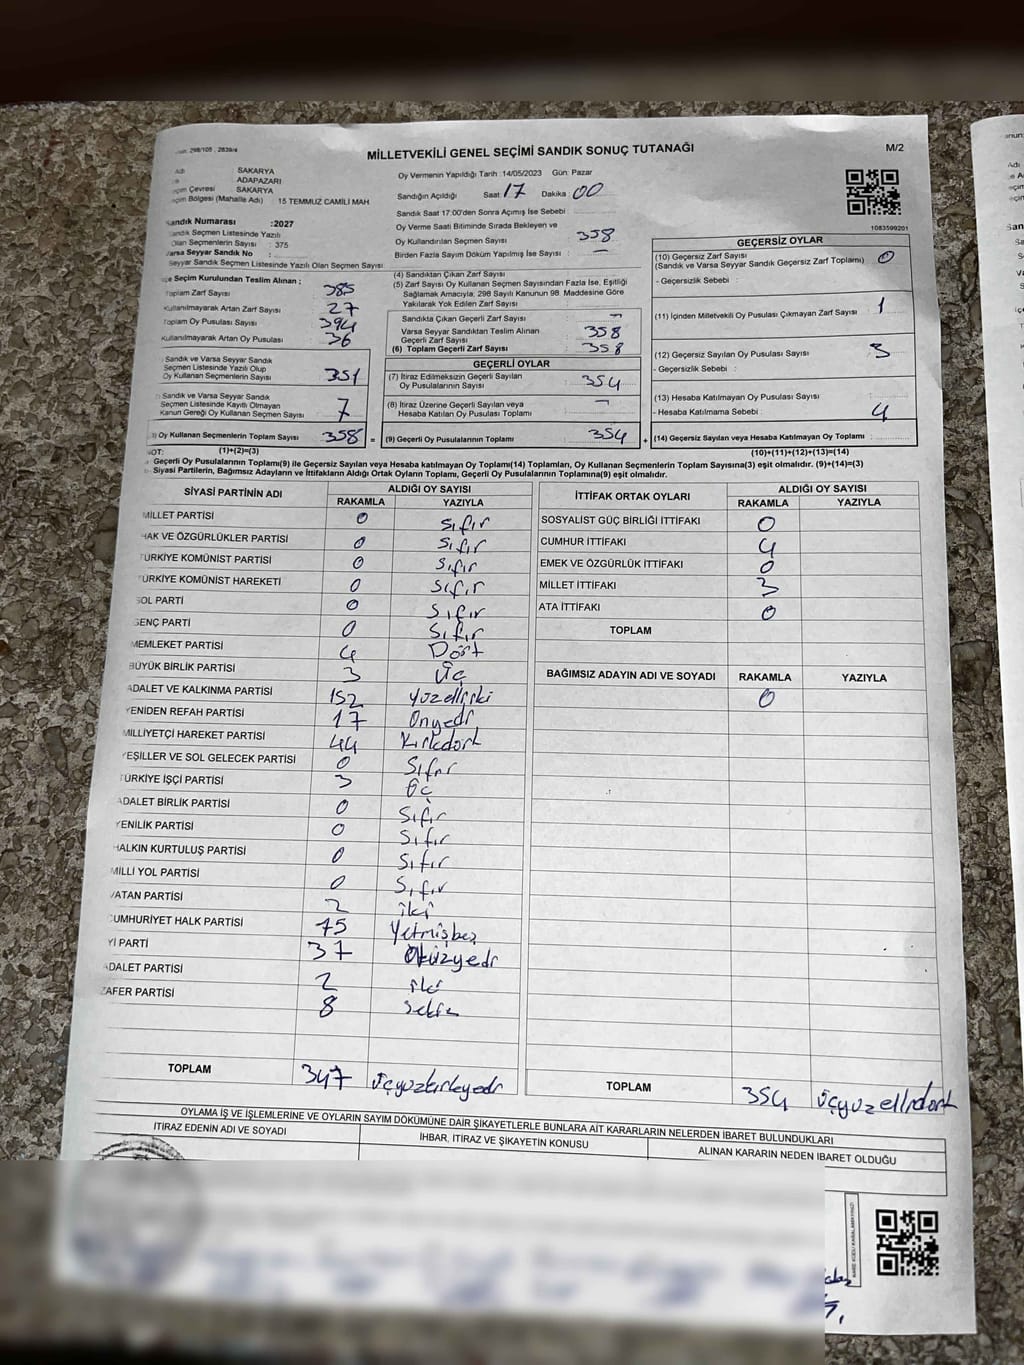 298/105 2839/4
MİLLETVEKİLİ GENEL SEÇİMİ SANDIK SONUÇ TUTANAĞI
M/2
Adı SAKARYA
ADAPAZARI
Seçim Çevresi SAKARYA
Seçim Bölgesi (Mahalle Adı) 15 TEMMUZ CAMİLİ MAH
Sandık Numarası :2027
Sandık Seçmen Listesinde Yazılı
Olan Seçmenlerin Sayısı : 375
Varsa Seyyar Sandık No :
Seyyar Sandık Seçmen Listesinde Yazılı Olan Seçmen Sayısı
Oy Vermenin Yapıldığı Tarih :14/05/2023 Gün: Pazar
Sandığın Açıldığı Saat: 17 Dakika: 00
Sandık Saat 17:00'den Sonra Açılmış İse Sebebi
Oy Verme Saati Bitiminde Sırada Bekleyen ve
Oy Kullandırılan Seçmen Sayısı 358
Birden Fazla Sayım Döküm Yapılmış İse Sayısı : -
1083599201
İlçe Seçim Kurulundan Teslim Alınan ;
Toplam Zarf Sayısı 385
Kullanılmayarak Artan Zarf Sayısı 27
Toplam Oy Pusulası Sayısı 394
Kullanılmayarak Artan Oy Pusulası 36
Sandık ve Varsa Seyyar Sandık
Seçmen Listesinde Yazılı Olup
Oy Kullanan Seçmenlerin Sayısı 351
Sandık ve Varsa Seyyar Sandık
Seçmen Listesinde Kayıtlı Olmayan
Kanun Gereği Oy Kullanan Seçmen Sayısı 7
Oy Kullanan Seçmenlerin Toplam Sayısı 358 =
(4) Sandıktan Çıkan Zarf Sayısı
(5) Zarf Sayısı Oy Kullanan Seçmen Sayısından Fazla İse, Eşitliği
Sağlamak Amacıyla; 298 Sayılı Kanunun 98. Maddesine Göre
Yakılarak Yok Edilen Zarf Sayısı
Sandıkta Çıkan Geçerli Zarf Sayısı -
Varsa Seyyar Sandıktan Teslim Alınan
Geçerli Zarf Sayısı 358
(6) Toplam Geçerli Zarf Sayısı 358
GEÇERLİ OYLAR
(7) İtiraz Edilmeksizin Geçerli Sayılan
Oy Pusulalarının Sayısı 354
(8) İtiraz Üzerine Geçerli Sayılan veya
Hesaba Katılan Oy Pusulası Toplamı -
(9) Geçerli Oy Pusulalarının Toplamı 354 +
GEÇERSİZ OYLAR
(10) Geçersiz Zarf Sayısı 0
(Sandık ve Varsa Seyyar Sandık Geçersiz Zarf Toplamı)
- Geçersizlik Sebebi :
(11) İçinden Milletvekili Oy Pusulası Çıkmayan Zarf Sayısı 1
(12) Geçersiz Sayılan Oy Pusulası Sayısı 3
- Geçersizlik Sebebi :
(13) Hesaba Katılmayan Oy Pusulası Sayısı
- Hesaba Katılmama Sebebi : 4
(14) Geçersiz Sayılan veya Hesaba Katılmayan Oy Toplamı :
NOT: (1)+(2)=(3) (10)+(11)+(12)+(13)=(14)
Geçerli Oy Pusulalarının Toplamı(9) ile Geçersiz Sayılan veya Hesaba katılmayan Oy Toplam(14) Toplamları, Oy Kullanan Seçmenlerin Toplam Sayısına(3) eşit olmalıdır. (9)+(14)=(3)
- Siyasi Partilerin, Bağımsız Adayların ve İttifakların Aldığı Ortak Oyların Toplamı, Geçerli Oy Pusulalarının Toplamına(9) eşit olmalıdır.
SİYASİ PARTİNİN ADI ALDIĞI OY SAYISI
RAKAMLA YAZIYLA
MİLLET PARTİSİ 0 Sıfır
HAK VE ÖZGÜRLÜKLER PARTİSİ 0 Sıfır
TÜRKİYE KOMÜNİST PARTİSİ 0 Sıfır
TÜRKİYE KOMÜNİST HAREKETİ 0 Sıfır
SOL PARTİ 0 Sıfır
GENÇ PARTİ 0 Sıfır
MEMLEKET PARTİSİ 4 Dört
BÜYÜK BİRLİK PARTİSİ 3 Üç
ADALET VE KALKINMA PARTİSİ 152 Yüzelliiki
YENİDEN REFAH PARTİSİ 17 Onyedi
MİLLİYETÇİ HAREKET PARTİSİ 44 Kırkdört
YEŞİLLER VE SOL GELECEK PARTİSİ 0 Sıfır
TÜRKİYE İŞÇİ PARTİSİ 3 Üç
ADALET BİRLİK PARTİSİ 0 Sıfır
YENİLİK PARTİSİ 0 Sıfır
HALKIN KURTULUŞ PARTİSİ 0 Sıfır
MİLLİ YOL PARTİSİ 0 Sıfır
VATAN PARTİSİ 2 iki
CUMHURİYET HALK PARTİSİ 75 Yetmişbeş
İYİ PARTİ 37 Otuzyedi
ADALET PARTİSİ 2 iki
ZAFER PARTİSİ 8 Sekiz
TOPLAM 347 üçyüzkırkyedi
İTTİFAK ORTAK OYLARI ALDIĞI OY SAYISI
RAKAMLA YAZIYLA
SOSYALİST GÜÇ BİRLİĞİ İTTİFAKI 0
CUMHUR İTTİFAKI 4
EMEK VE ÖZGÜRLÜK İTTİFAKI 0
MİLLET İTTİFAKI 3
ATA İTTİFAKI 0
TOPLAM
BAĞIMSIZ ADAYIN ADI VE SOYADI RAKAMLA YAZIYLA
0
TOPLAM 354 üçyüzellidört
OYLAMA İŞ VE İŞLEMLERİNE VE OYLARIN SAYIM DÖKÜMÜNE DAİR ŞİKAYETLERLE BUNLARA AİT KARARLARIN NELERDEN İBARET BULUNDUKLARI
İTİRAZ EDENİN ADI VE SOYADI İHBAR, İTİRAZ VE ŞİKAYETİN KONUSU ALINAN KARARIN NEDEN İBARET OLDUĞU